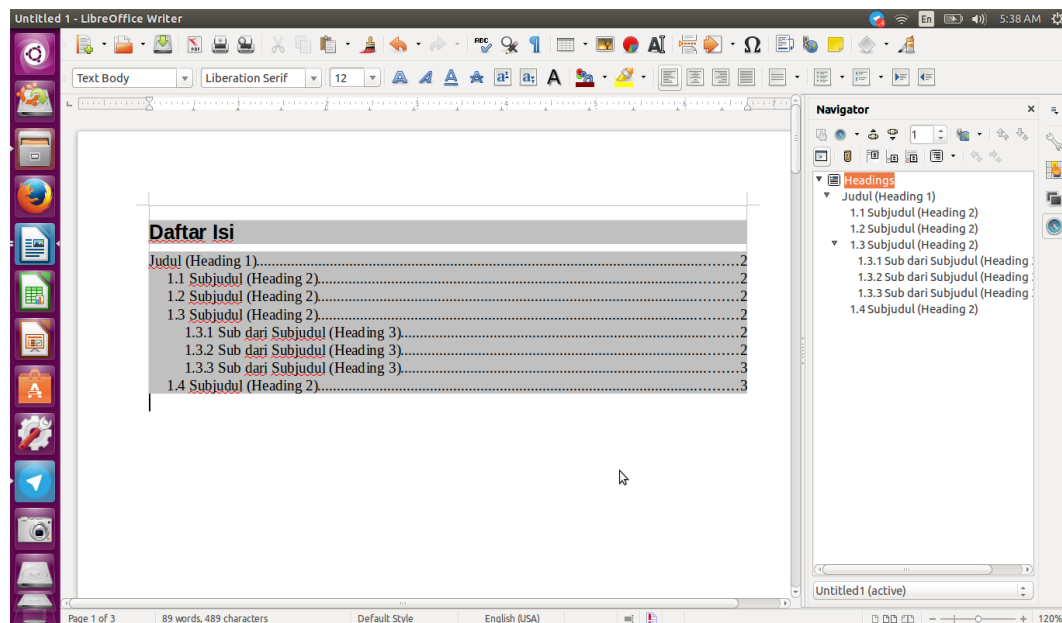 Untitled 1 - LibreOffice Writer
En
5:38 AM
Text Body
Liberation Serif
12
Navigator
1
Headings
Judul (Heading 1)
1.1 Subjudul (Heading 2)
1.2 Subjudul (Heading 2)
1.3 Subjudul (Heading 2)
1.3.1 Sub dari Subjudul (Heading
1.3.2 Sub dari Subjudul (Heading
1.3.3 Sub dari Subjudul (Heading
1.4 Subjudul (Heading 2)
Untitled1 (active)
Daftar Isi
Judul (Heading 1)........2
1.1 Subjudul (Heading 2)........2
1.2 Subjudul (Heading 2)........2
1.3 Subjudul (Heading 2)........2
1.3.1 Sub dari Subjudul (Heading 3)........2
1.3.2 Sub dari Subjudul (Heading 3)........2
1.3.3 Sub dari Subjudul (Heading 3)........3
1.4 Subjudul (Heading 2)........3
Page 1 of 3
89 words, 489 characters
Default Style
English (USA)
120%